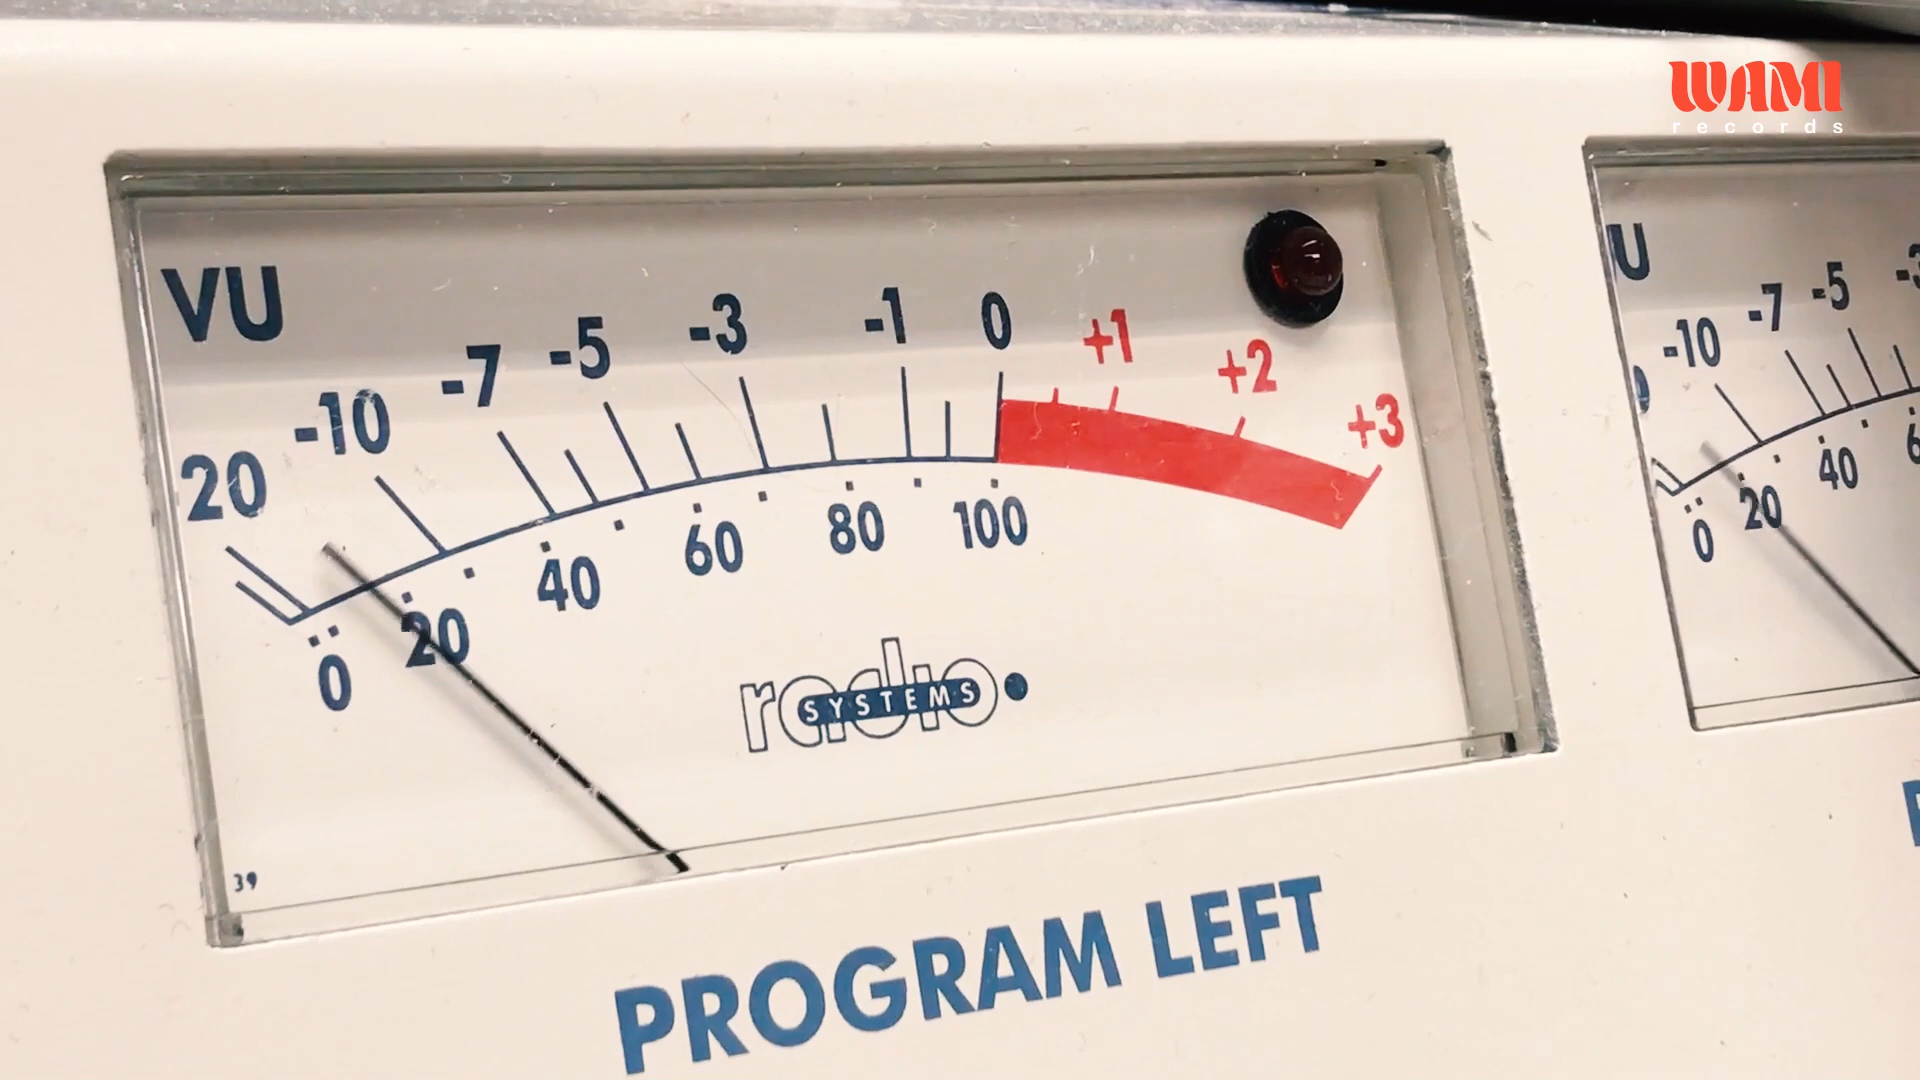 WAMI
records
VU
20 -10 -7 -5 -3 -1 0 +1 +2 +3
0 20 40 60 80 100
radio
SYSTEMS
39
PROGRAM LEFT
U
-10 -7 -5 -3
0 20 40